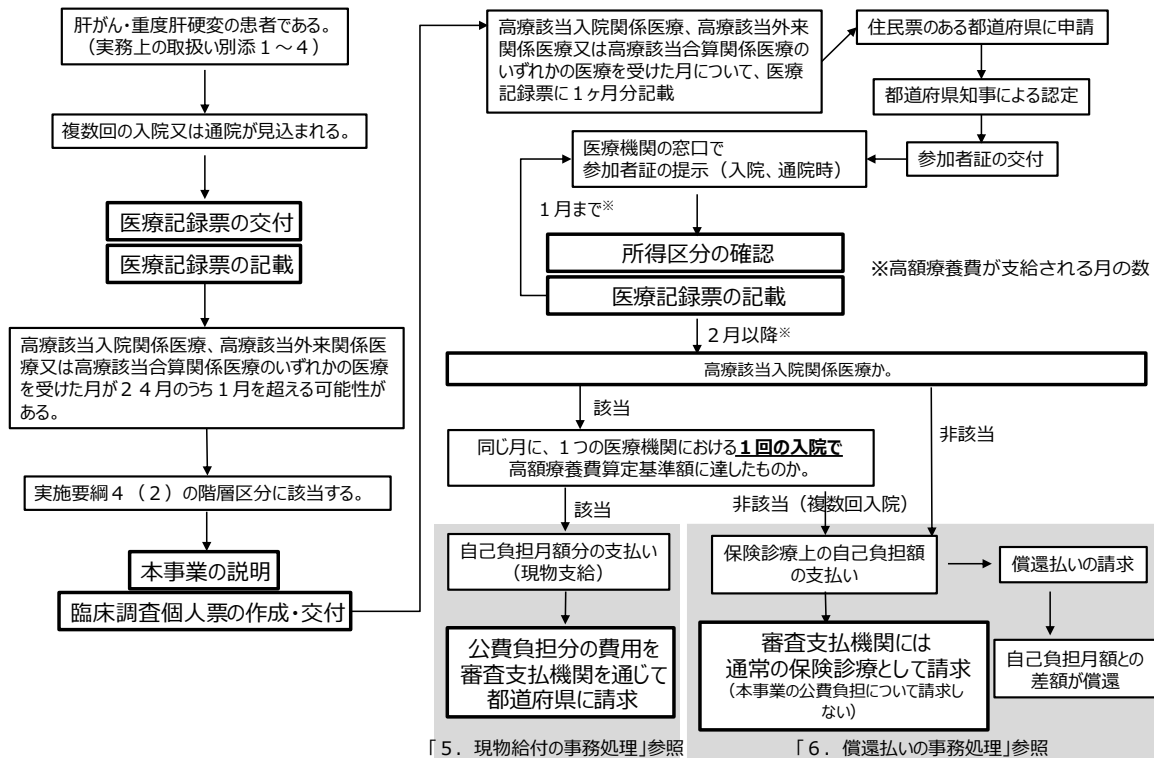 肝がん・重度肝硬変の患者である。
（実務上の取扱い別添１～４）
複数回の入院又は通院が見込まれる。
医療記録票の交付
医療記録票の記載
高療該当入院関係医療、高療該当外来関係医
療又は高療該当合算関係医療のいずれかの医療
を受けた月が２４月のうち１月を超える可能性が
ある。
実施要綱４（２）の階層区分に該当する。
本事業の説明
臨床調査個人票の作成・交付
高療該当入院関係医療、高療該当外来
関係医療又は高療該当合算関係医療の
いずれかの医療を受けた月について、医療
記録票に１ヶ月分記載
住民票のある都道府県に申請
都道府県知事による認定
参加者証の交付
医療機関の窓口で
参加者証の提示（入院、通院時）
１月まで※
所得区分の確認
医療記録票の記載
※高額療養費が支給される月の数
２月以降※
高療該当入院関係医療か。
該当
非該当
同じ月に、１つの医療機関における１回の入院で
高額療養費算定基準額に達したものか。
該当
非該当（複数回入院）
自己負担月額分の支払い
（現物支給）
公費負担分の費用を
審査支払機関を通じて
都道府県に請求
「５．現物給付の事務処理」参照
保険診療上の自己負担額
の支払い
審査支払機関には
通常の保険診療として請求
（本事業の公費負担について請求し
ない）
償還払いの請求
自己負担月額との
差額が償還
「６．償還払いの事務処理」参照